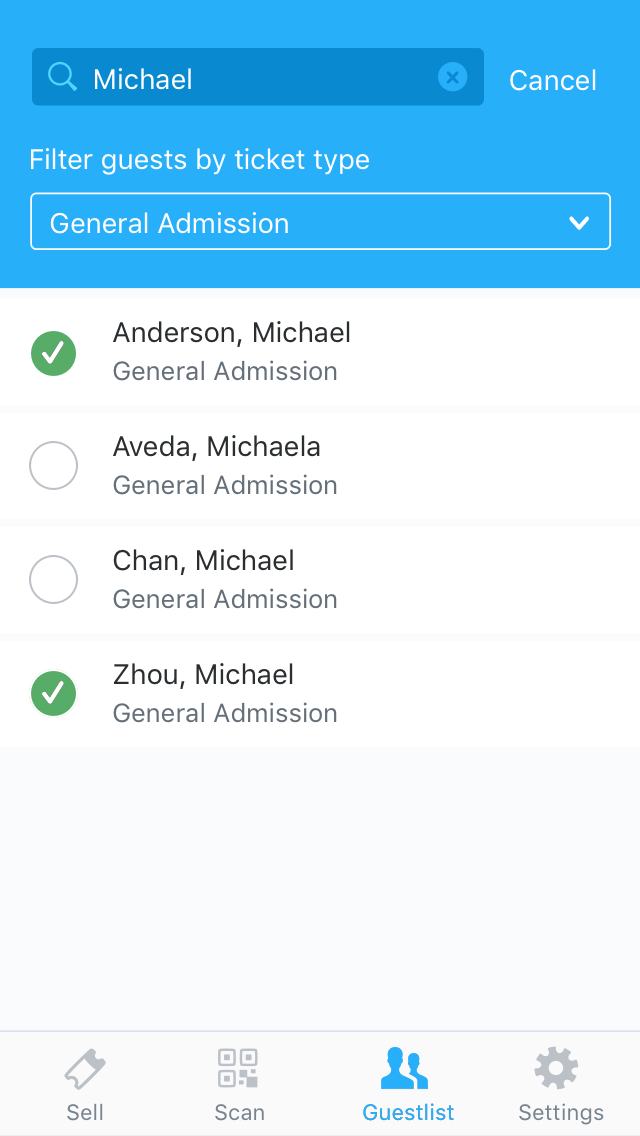 Michael
Cancel
Filter guests by ticket type
General Admission
Anderson, Michael
General Admission
Aveda, Michaela
General Admission
Chan, Michael
General Admission
Zhou, Michael
General Admission
Sell
Scan
Guestlist
Settings